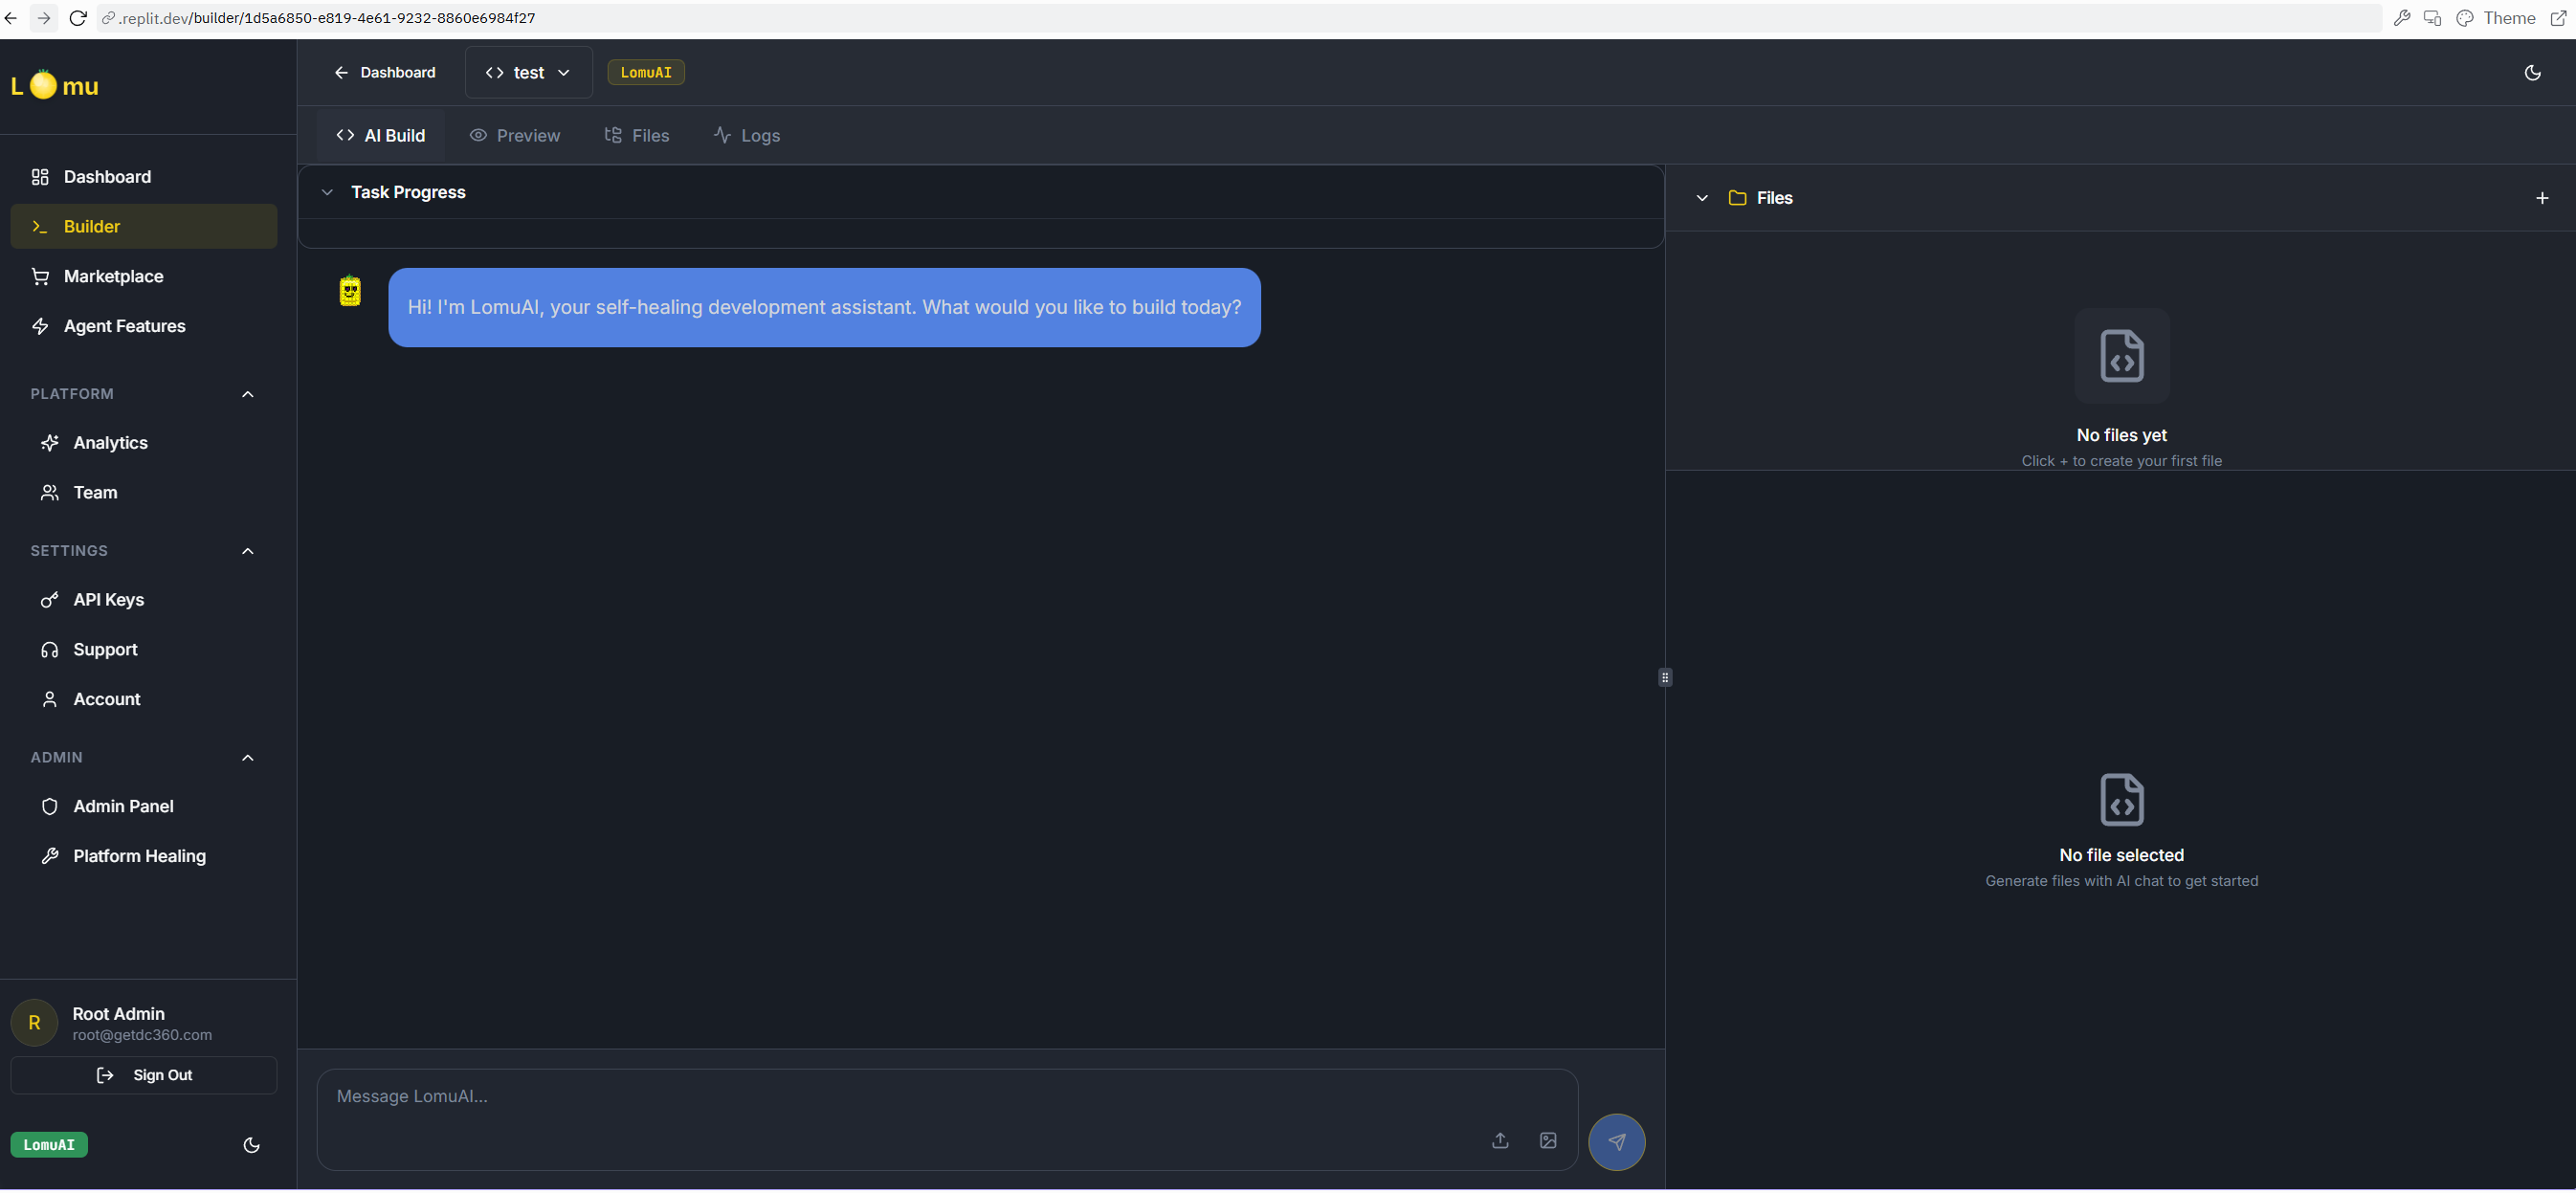 .replit.dev/builder/1d5a6850-e819-4e61-9232-8860e6984f27
Theme
L mu
Dashboard
Builder
Marketplace
Agent Features
PLATFORM
Analytics
Team
SETTINGS
API Keys
Support
Account
ADMIN
Admin Panel
Platform Healing
R
Root Admin
root@getdc360.com
Sign Out
LomuAI
Dashboard
test
LomuAI
AI Build
Preview
Files
Logs
Task Progress
Hi! I'm LomuAI, your self-healing development assistant. What would you like to build today?
Message LomuAI...
Files
No files yet
Click + to create your first file
No file selected
Generate files with AI chat to get started